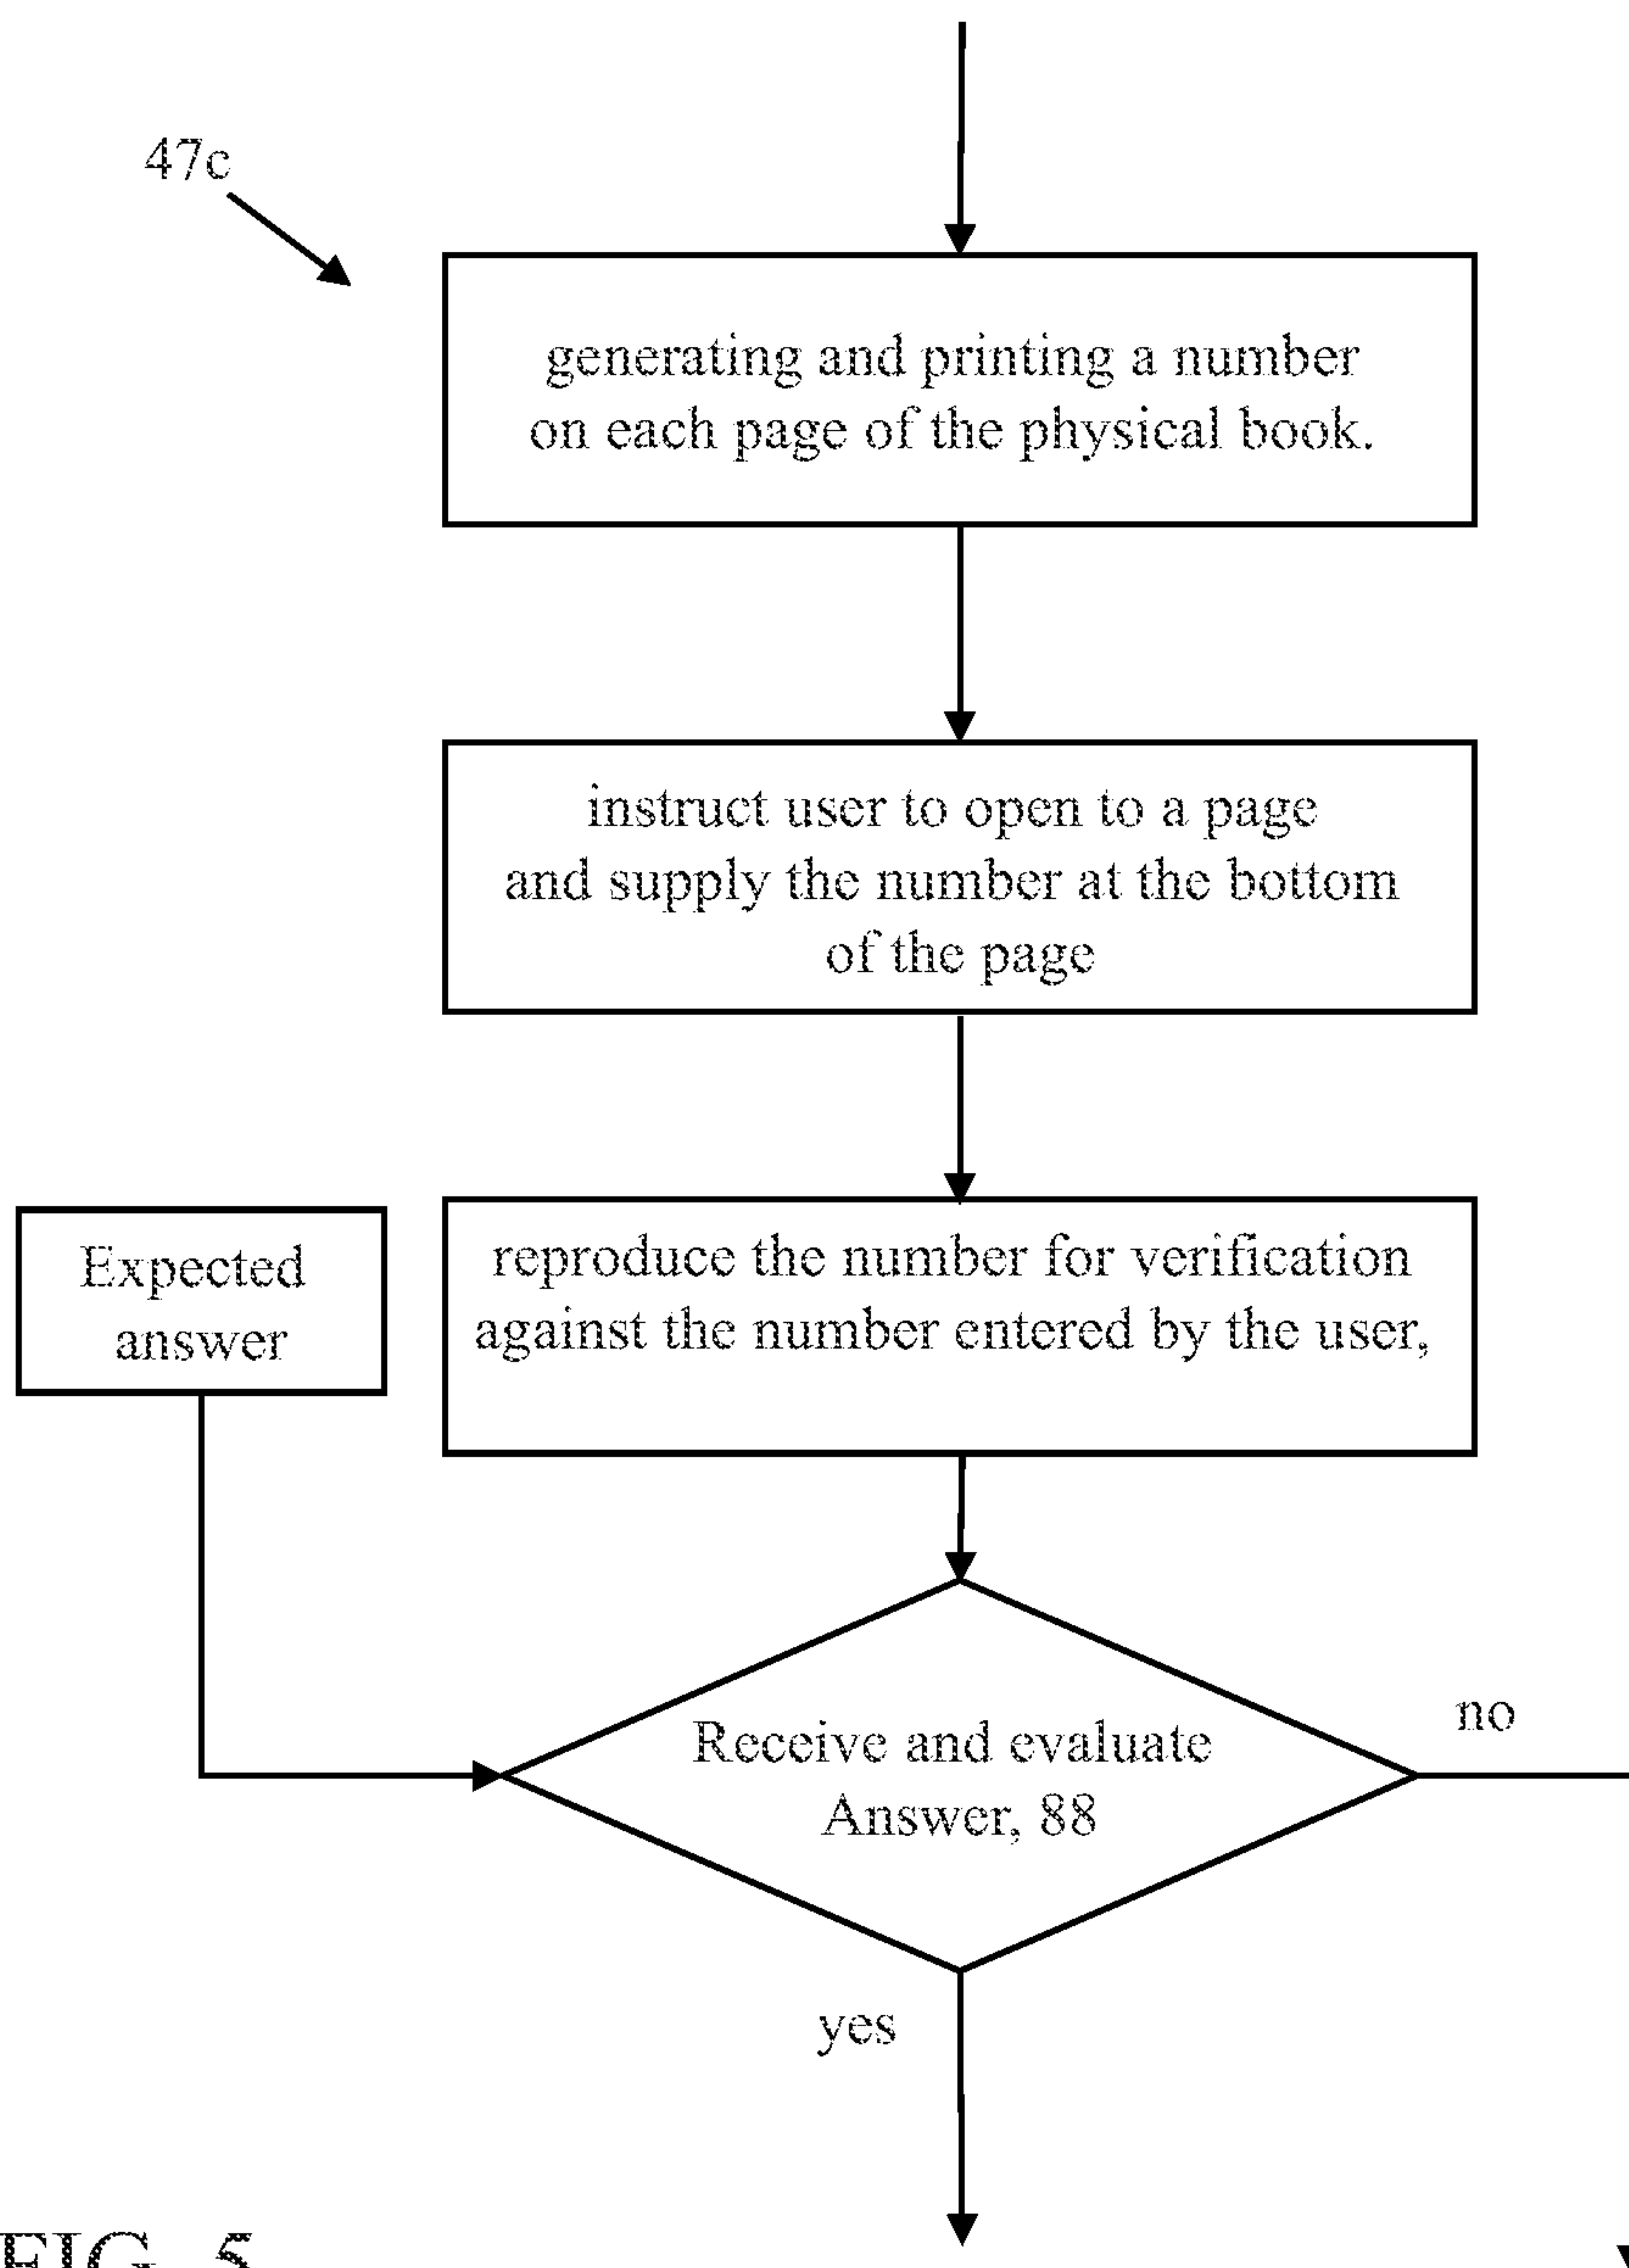 47c
generating and printing a number
on each page of the physical book.
instruct user to open to a page
and supply the number at the bottom
of the page
Expected
answer
reproduce the number for verification
against the number entered by the user,
Receive and evaluate
Answer, 88
no
yes
FIG. 5